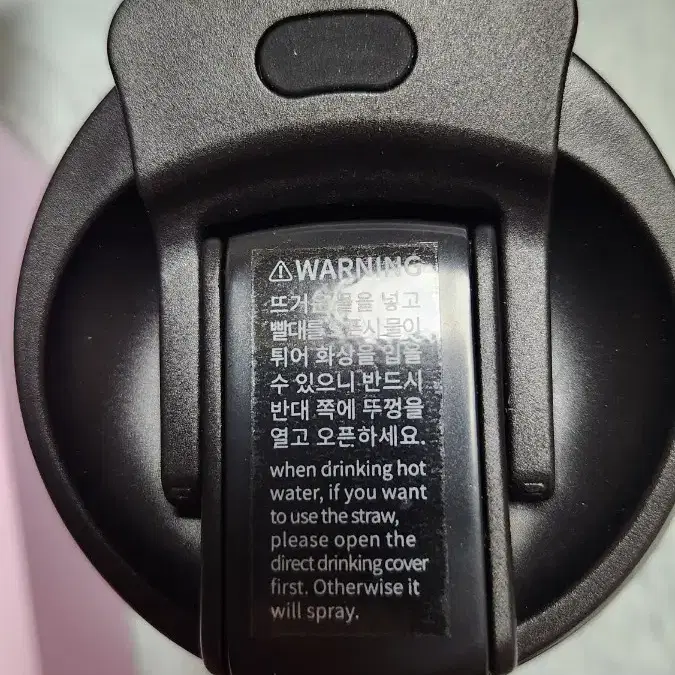 ⚠WARNING
뜨거운 물을 넣고
빨대를 오픈시 물이
튀어 화상을 입을
수 있으니 반드시
반대 쪽에 뚜껑을
열고 오픈하세요.
when drinking hot
water, if you want
to use the straw,
please open the
direct drinking cover
first. Otherwise it
will spray.